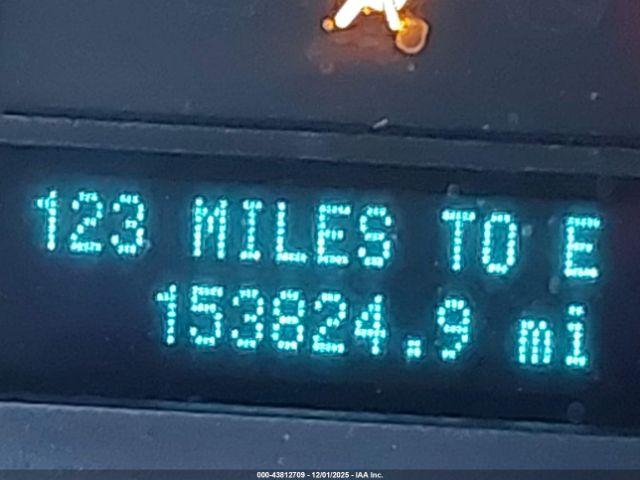 123 MILES TO E
153824.9 mi
000-43812709 - 12/01/2025 - IAA Inc.